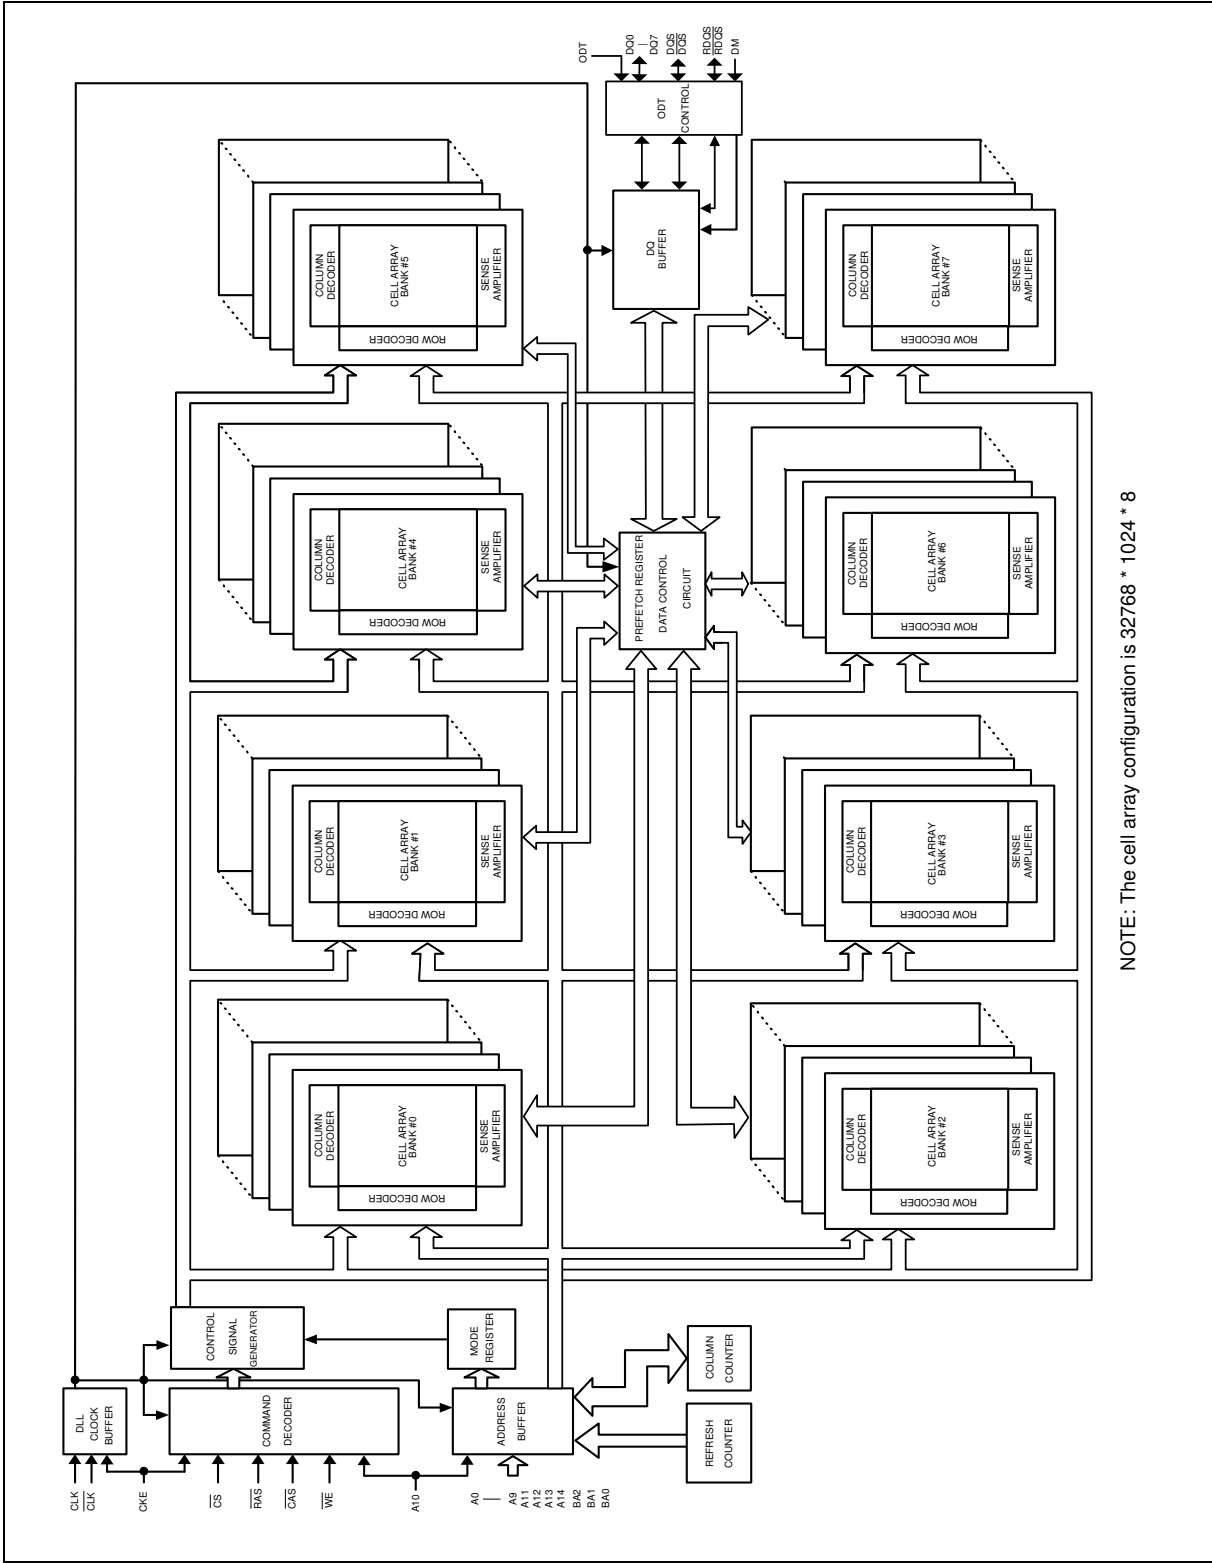 CLK
CLK
CKE
CS
RAS
CAS
WE
A10
A0
A9
A11
A12
A13
A14
BA2
BA1
BA0
DLL
CLOCK
BUFFER
COMMAND
DECODER
ADDRESS
BUFFER
REFRESH
COUNTER
COLUMN
COUNTER
CONTROL
SIGNAL
GENERATOR
MODE
REGISTER
COLUMN
DECODER
CELL ARRAY
BANK #0
SENSE
AMPLIFIER
ROW DECODER
COLUMN
DECODER
CELL ARRAY
BANK #1
SENSE
AMPLIFIER
ROW DECODER
COLUMN
DECODER
CELL ARRAY
BANK #4
SENSE
AMPLIFIER
ROW DECODER
COLUMN
DECODER
CELL ARRAY
BANK #5
SENSE
AMPLIFIER
ROW DECODER
PREFETCH REGISTER
DATA CONTROL
CIRCUIT
DQ
BUFFER
ODT
CONTROL
ODT
DQ0
DQ7
DQS
DQS
RDQS
RDQS
DM
COLUMN
DECODER
CELL ARRAY
BANK #2
SENSE
AMPLIFIER
ROW DECODER
COLUMN
DECODER
CELL ARRAY
BANK #3
SENSE
AMPLIFIER
ROW DECODER
COLUMN
DECODER
CELL ARRAY
BANK #6
SENSE
AMPLIFIER
ROW DECODER
COLUMN
DECODER
CELL ARRAY
BANK #7
SENSE
AMPLIFIER
ROW DECODER
NOTE: The cell array configuration is 32768 * 1024 * 8